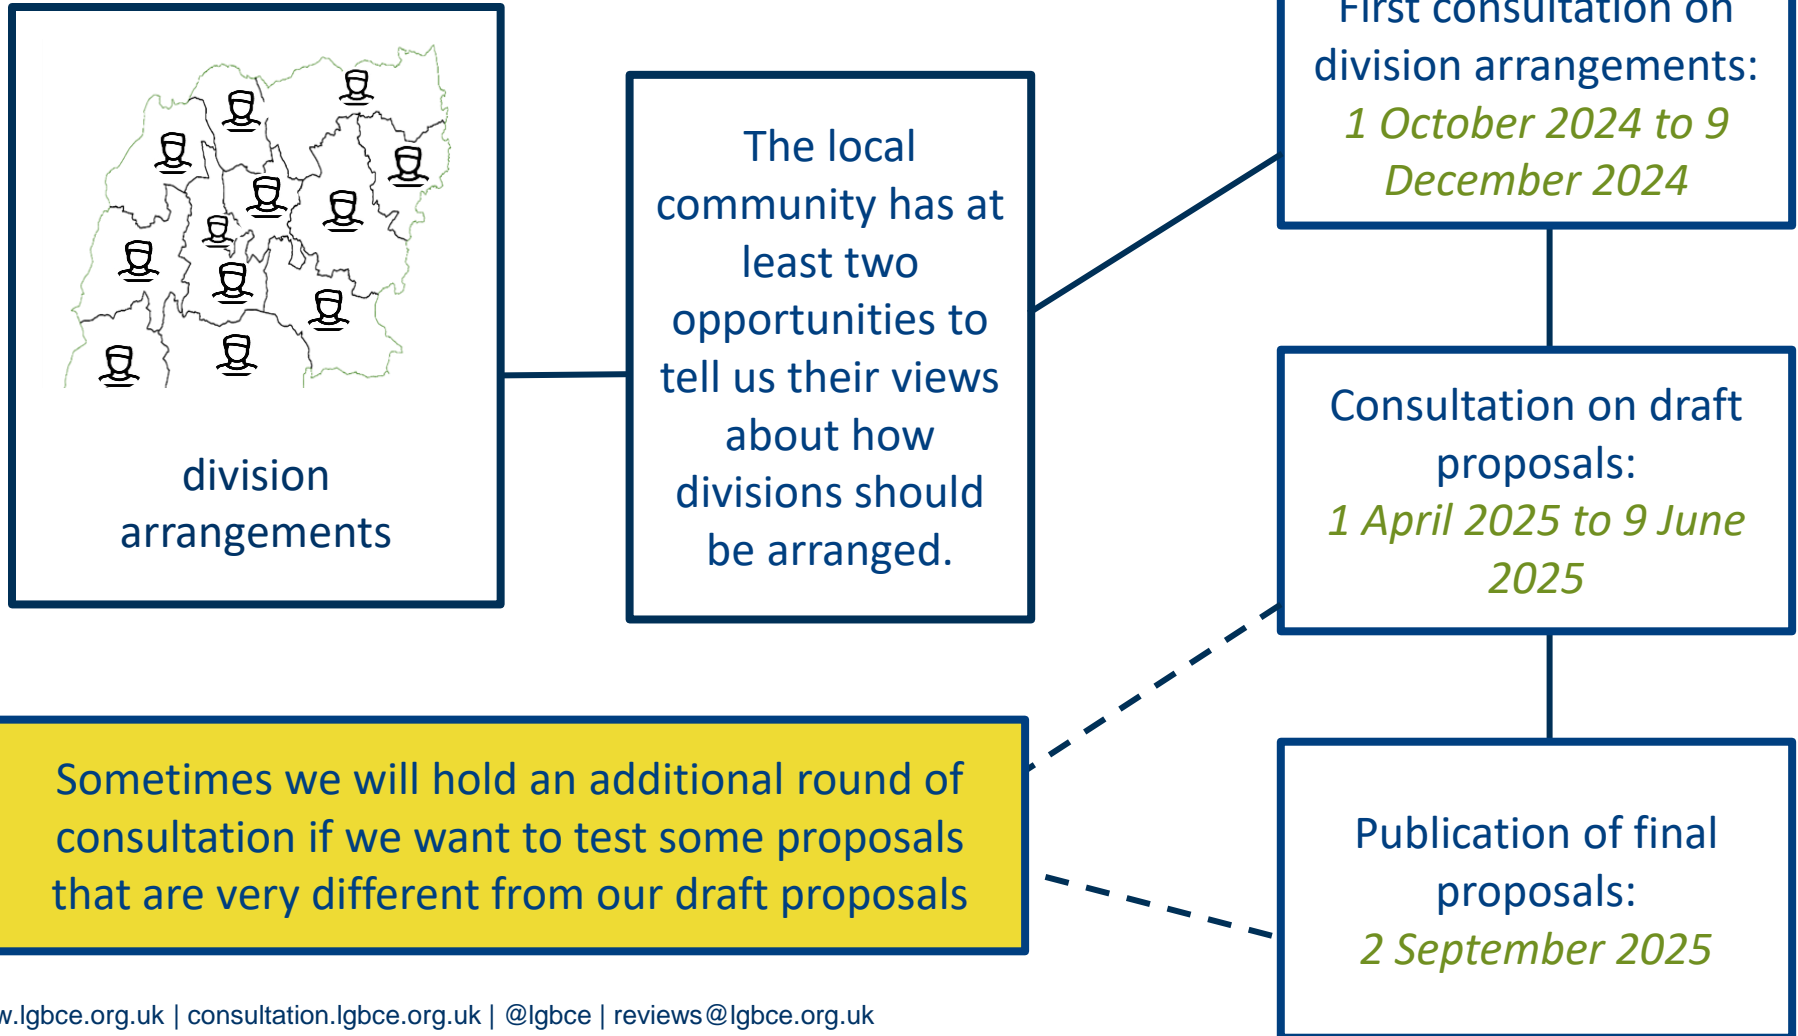 division
arrangements
The local
community has at
least two
opportunities to
tell us their views
about how
divisions should
be arranged.
First consultation on
division arrangements:
1 October 2024 to 9
December 2024
Consultation on draft
proposals:
1 April 2025 to 9 June
2025
Sometimes we will hold an additional round of
consultation if we want to test some proposals
that are very different from our draft proposals
Publication of final
proposals:
2 September 2025
w.lgbce.org.uk | consultation.lgbce.org.uk | @lgbce | reviews@lgbce.org.uk